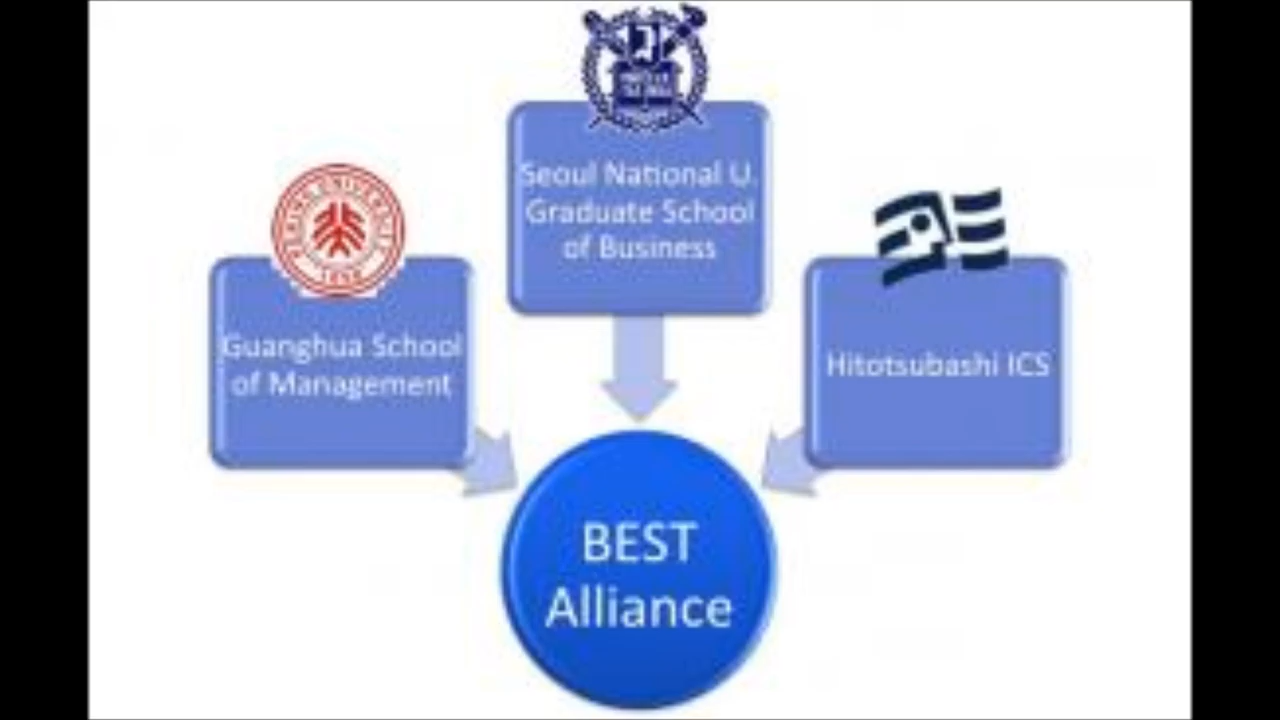 Seoul National U.
Graduate School
of Business
Guanghua School
of Management
Hitotsubashi ICS
BEST
Alliance